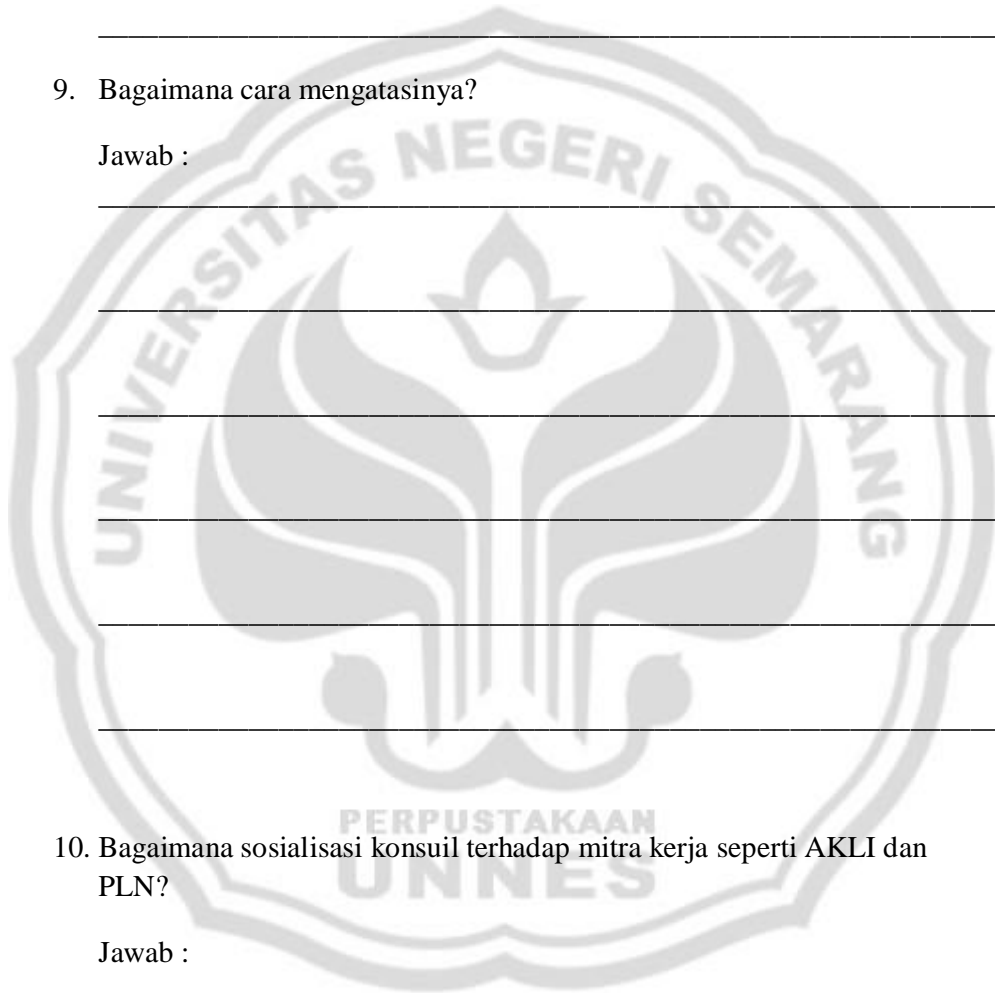 9. Bagaimana cara mengatasinya?
Jawab :
UNIVERSITAS NEGERI SEMARANG
PERPUSTAKAAN
UNNES
10. Bagaimana sosialisasi konsuil terhadap mitra kerja seperti AKLI dan
PLN?
Jawab :